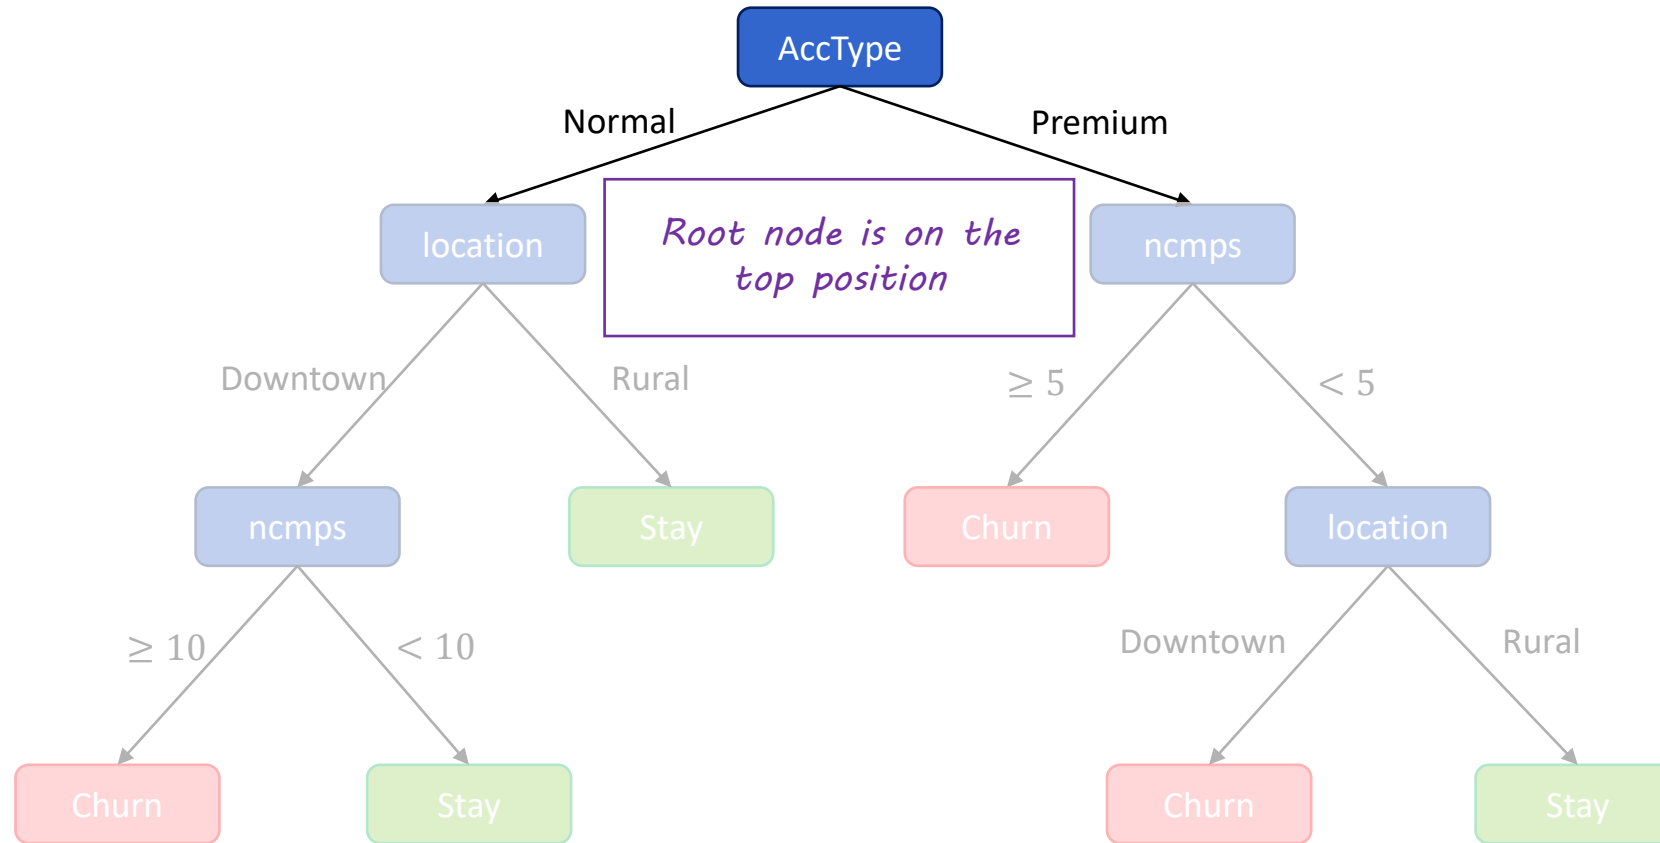 AccType
Normal
Premium
location
Root node is on the
top position
ncmps
Downtown
Rural
≥ 5
< 5
ncmps
Stay
Churn
location
≥ 10
< 10
Downtown
Rural
Churn
Stay
Churn
Stay